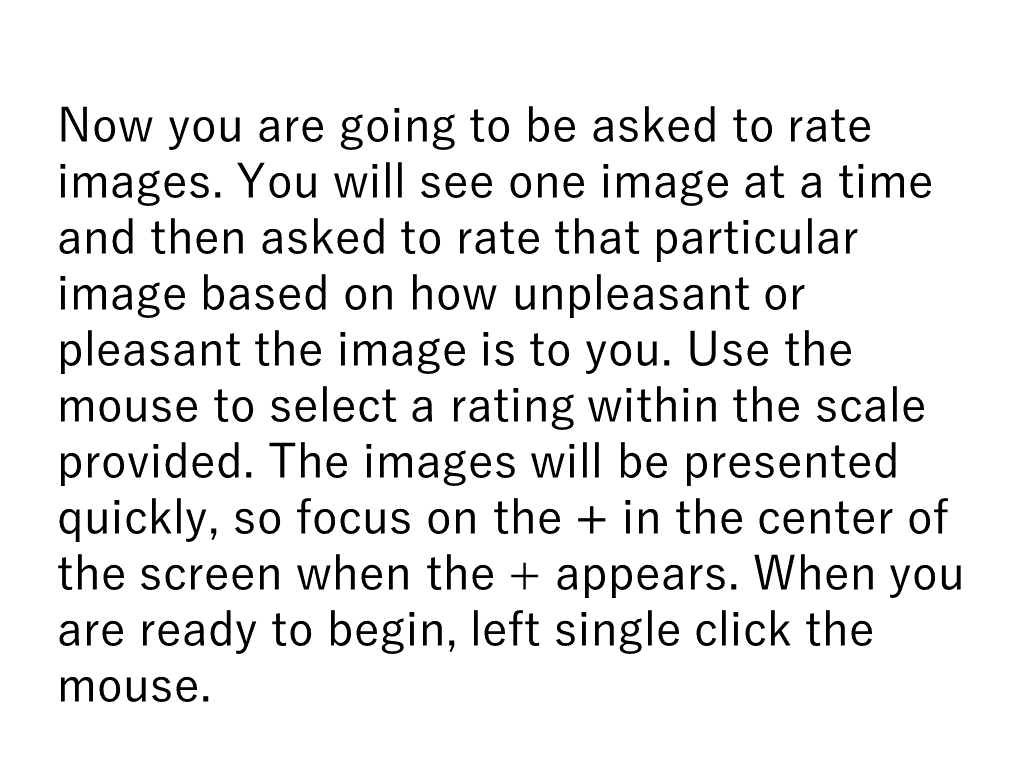 Now you are going to be asked to rate
images. You will see one image at a time
and then asked to rate that particular
image based on how unpleasant or
pleasant the image is to you. Use the
mouse to select a rating within the scale
provided. The images will be presented
quickly, so focus on the + in the center of
the screen when the + appears. When you
are ready to begin, left single click the
mouse.